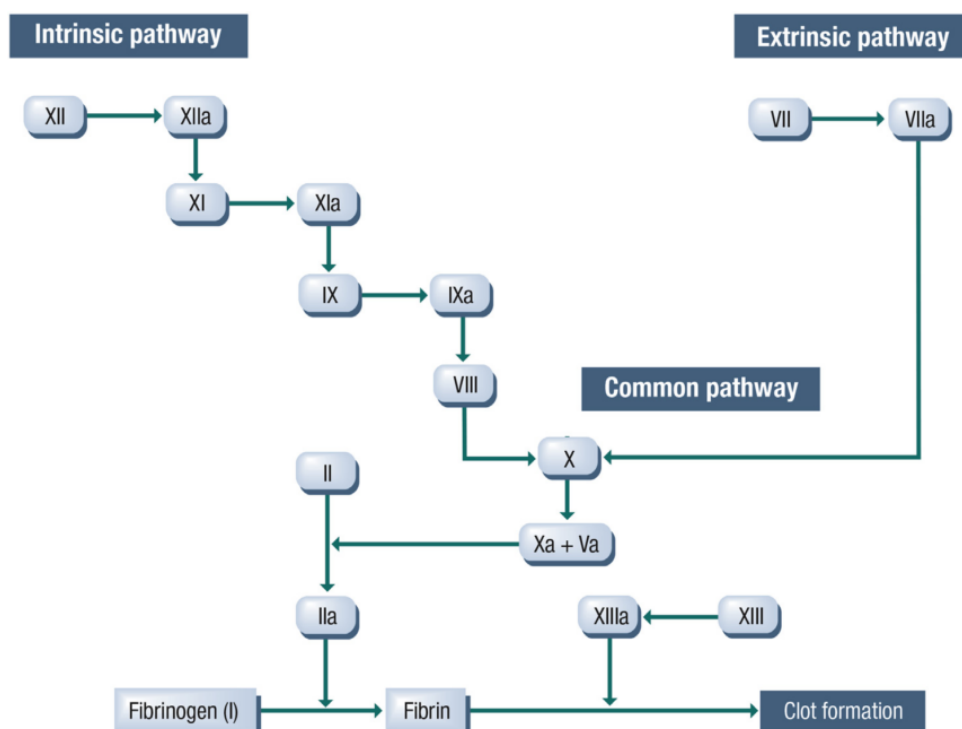 Intrinsic pathway
Extrinsic pathway
XII
XIIa
VII
VIIa
XI
XIa
IX
IXa
VIII
Common pathway
X
II
Xa + Va
IIa
XIIIa
XIII
Fibrinogen (I)
Fibrin
Clot formation